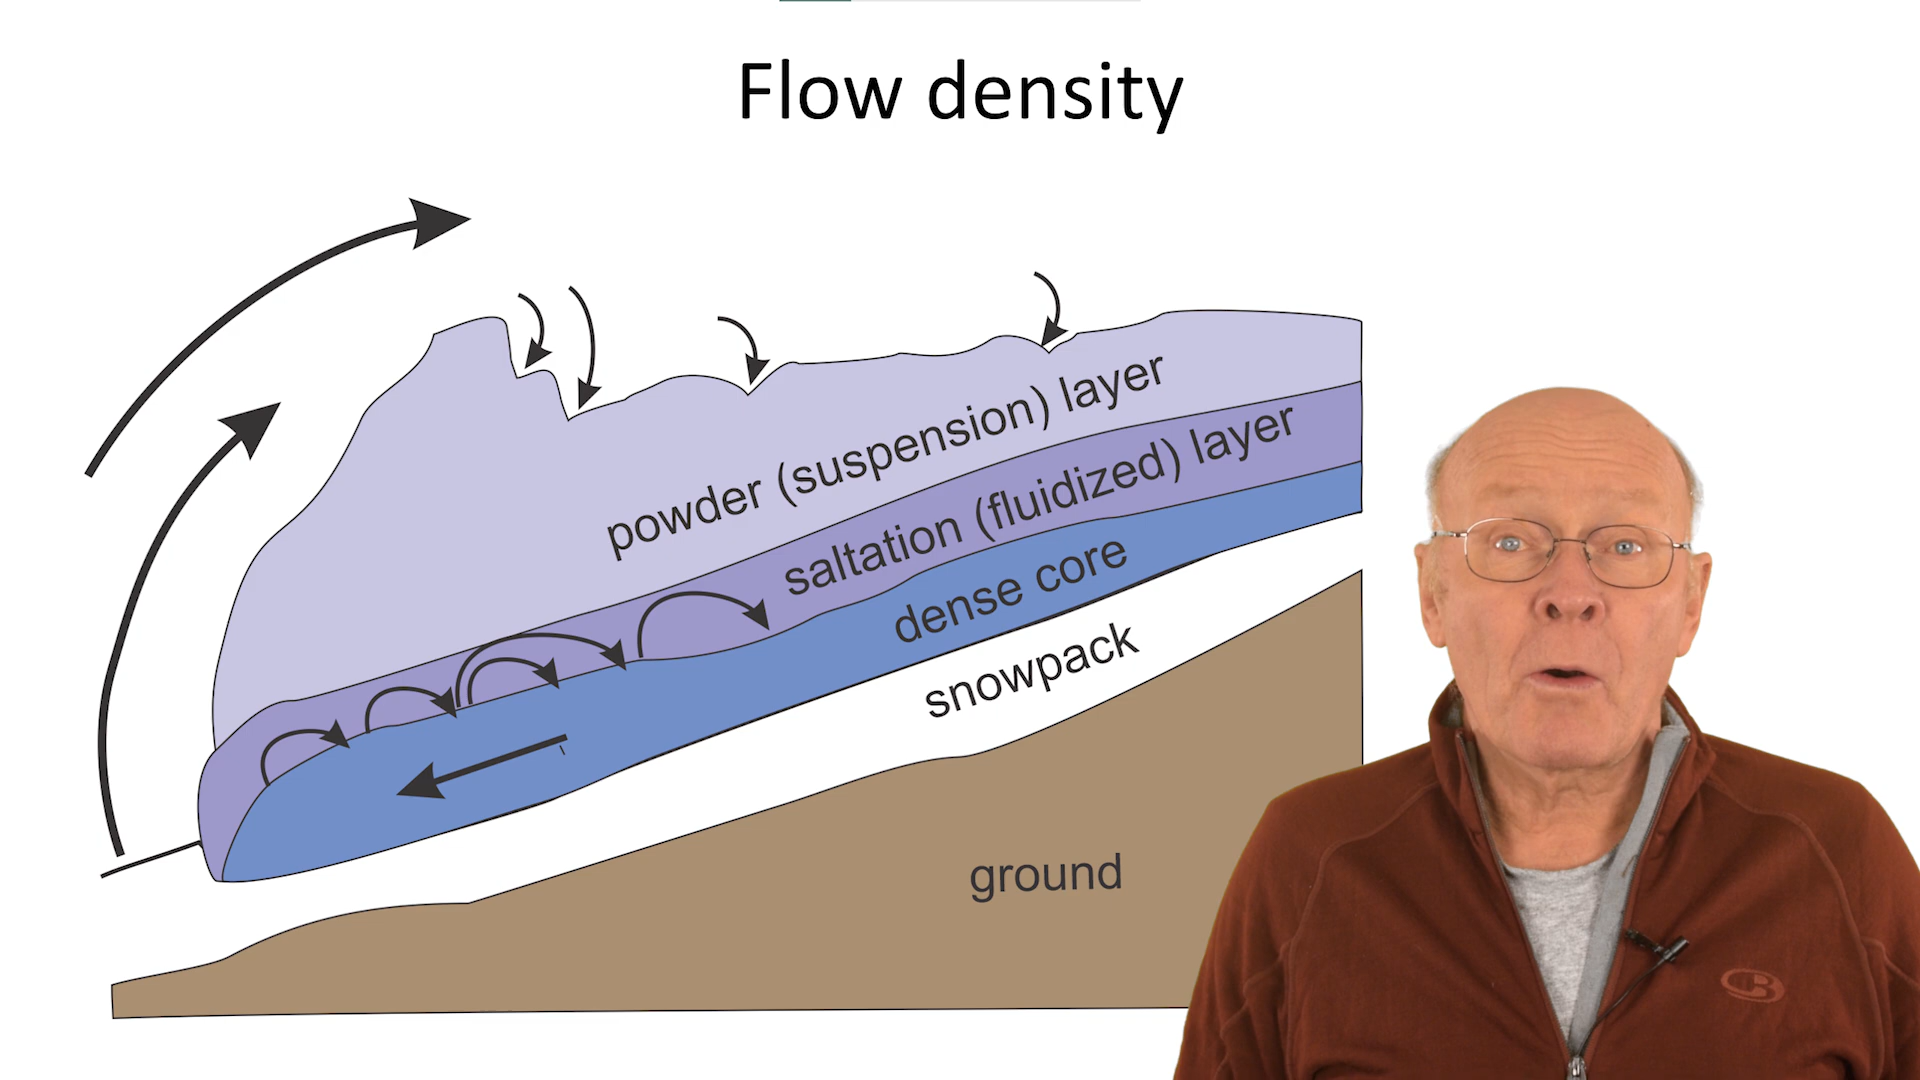 Flow density
powder (suspension) layer
saltation (fluidized) layer
dense core
snowpack
ground